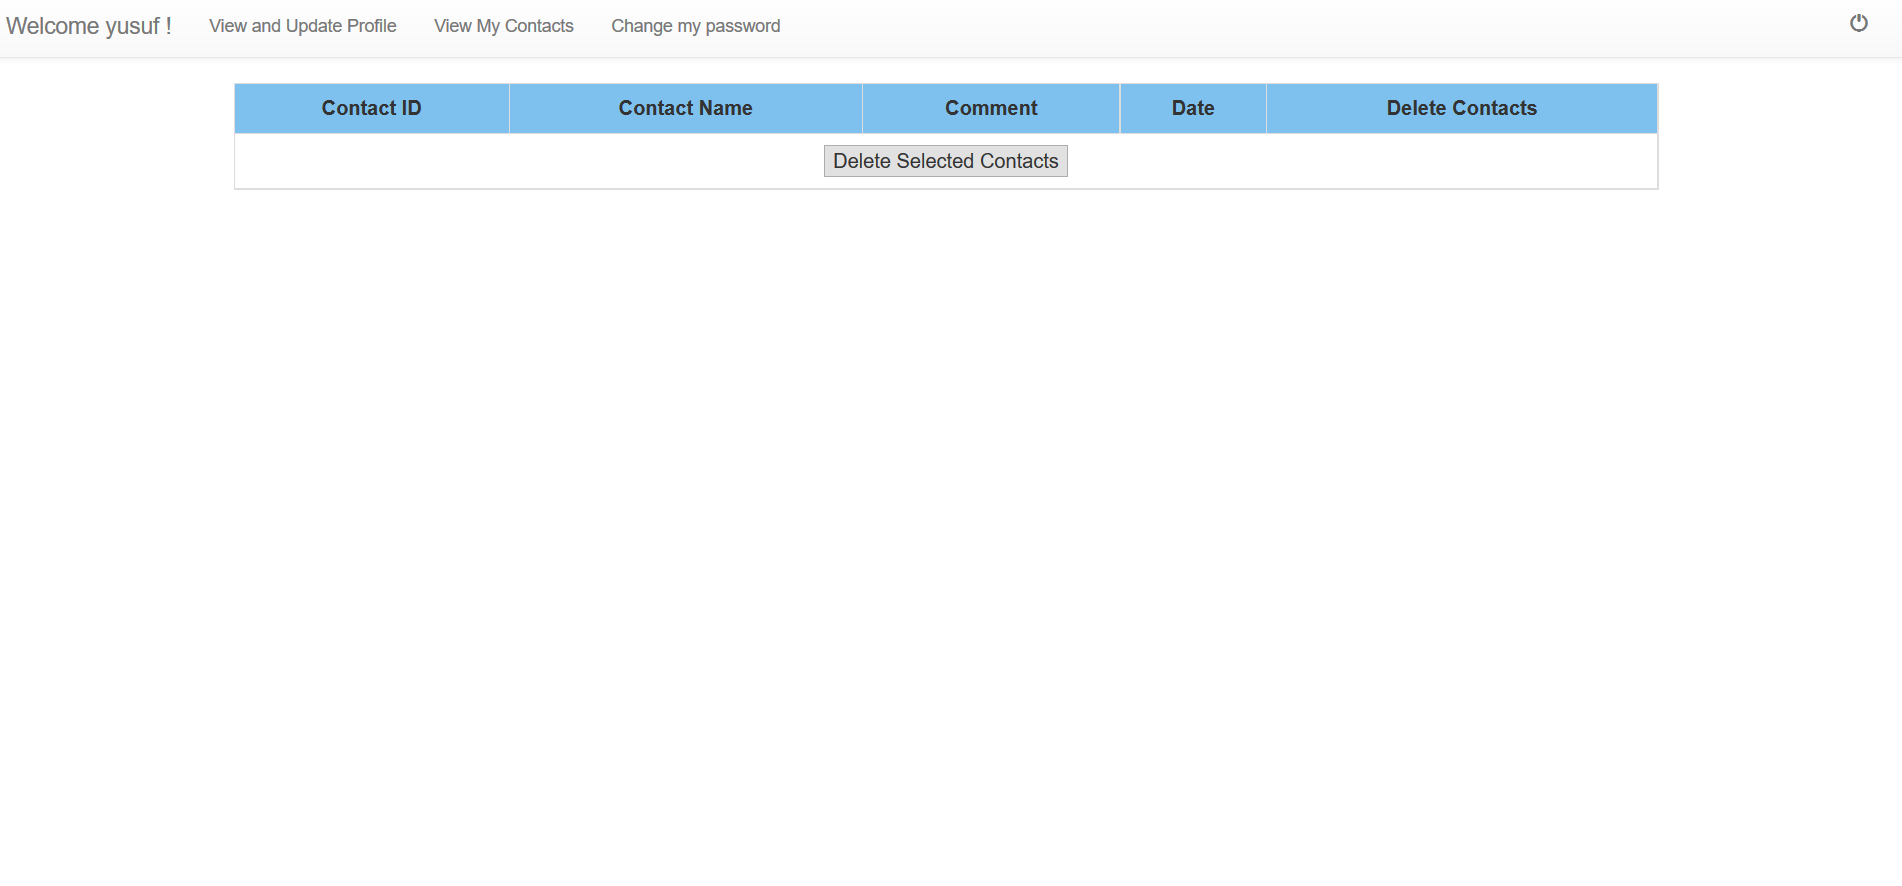 Welcome yusuf ! View and Update Profile View My Contacts Change my password
Contact ID Contact Name Comment Date Delete Contacts
Delete Selected Contacts